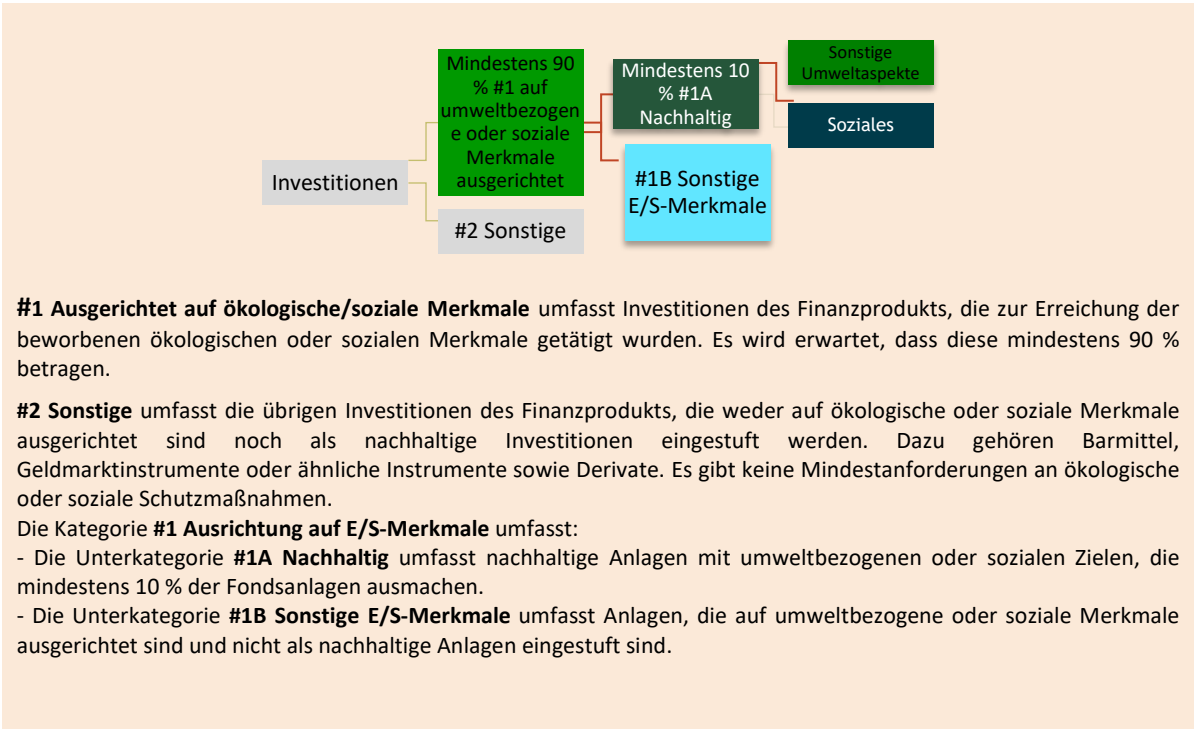 Mindestens 90
% #1 auf
umweltbezogen
e oder soziale
Merkmale
ausgerichtet
Mindestens 10
% #1A
Nachhaltig
Sonstige
Umweltaspekte
Soziales
Investitionen
#1B Sonstige
E/S-Merkmale
#2 Sonstige
#1 Ausgerichtet auf ökologische/soziale Merkmale umfasst Investitionen des Finanzprodukts, die zur Erreichung der
beworbenen ökologischen oder sozialen Merkmale getätigt wurden. Es wird erwartet, dass diese mindestens 90 %
betragen.
#2 Sonstige umfasst die übrigen Investitionen des Finanzprodukts, die weder auf ökologische oder soziale Merkmale
ausgerichtet sind noch als nachhaltige Investitionen eingestuft werden. Dazu gehören Barmittel,
Geldmarktinstrumente oder ähnliche Instrumente sowie Derivate. Es gibt keine Mindestanforderungen an ökologische
oder soziale Schutzmaßnahmen.
Die Kategorie #1 Ausrichtung auf E/S-Merkmale umfasst:
- Die Unterkategorie #1A Nachhaltig umfasst nachhaltige Anlagen mit umweltbezogenen oder sozialen Zielen, die
mindestens 10 % der Fondsanlagen ausmachen.
- Die Unterkategorie #1B Sonstige E/S-Merkmale umfasst Anlagen, die auf umweltbezogene oder soziale Merkmale
ausgerichtet sind und nicht als nachhaltige Anlagen eingestuft sind.